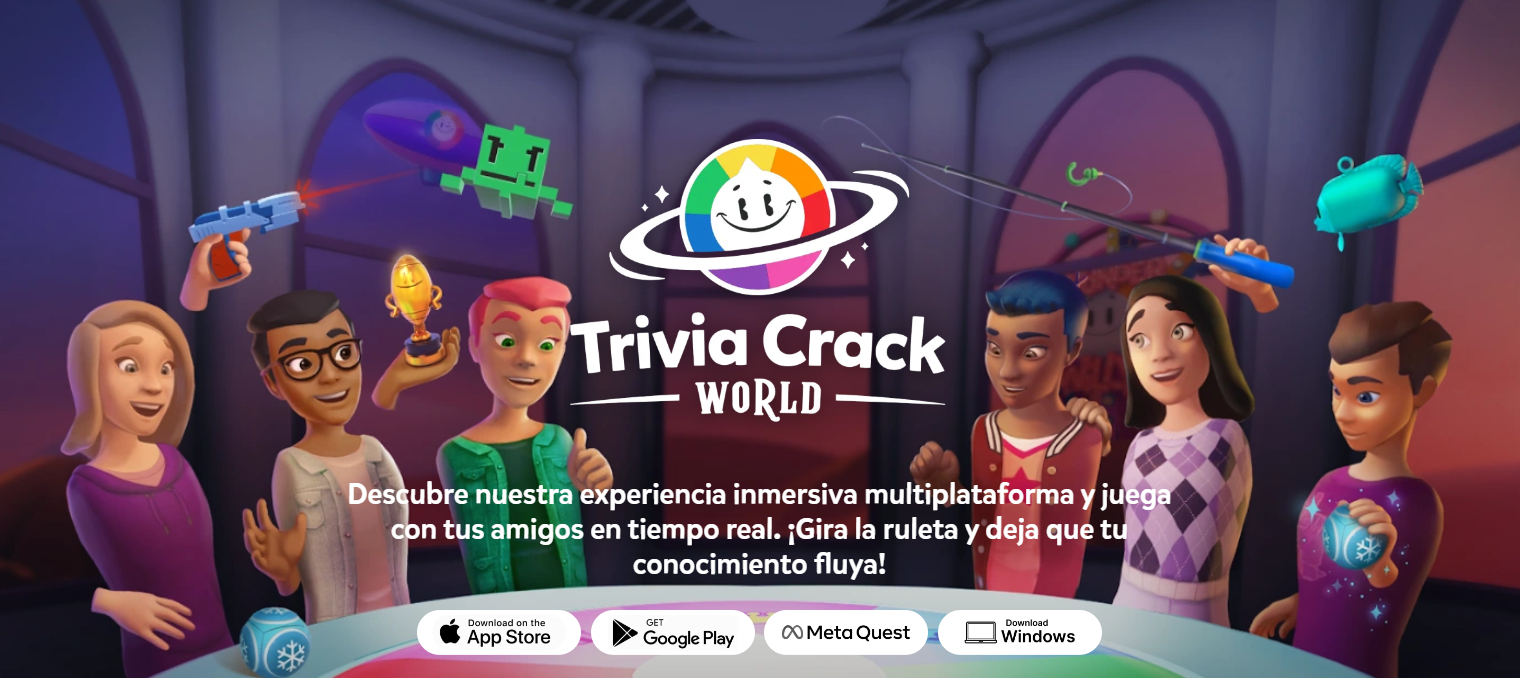 Trivia Crack
WORLD
Descubre nuestra experiencia inmersiva multiplataforma y juega
con tus amigos en tiempo real. ¡Gira la ruleta y deja que tu
conocimiento fluya!
Download on the
App Store
GET
Google Play
Meta Quest
Download
Windows